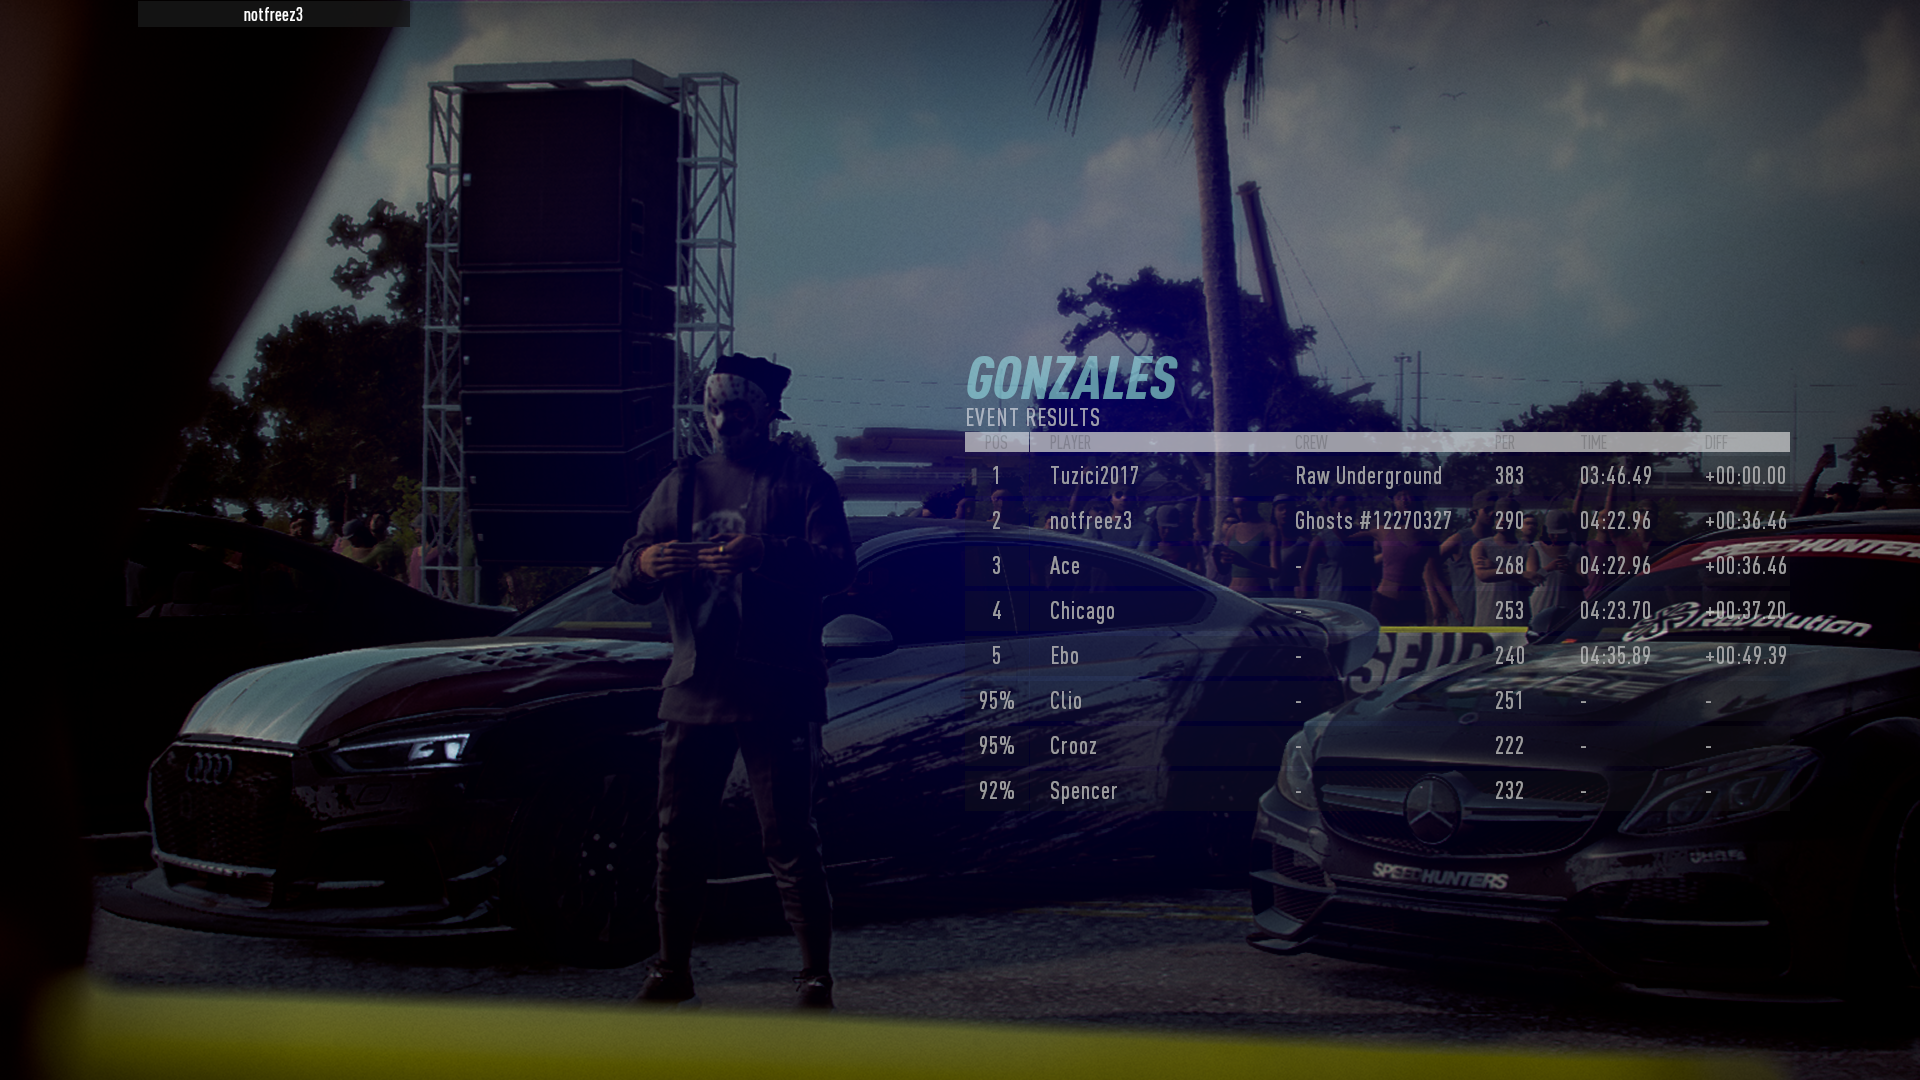 notfreez3
GONZALES
EVENT RESULTS
POS PLAYER CREW PER TIME DIFF
1 Tuzici2017 Raw Underground 383 03:46.49 +00:00.00
2 notfreez3 Ghosts #12270327 290 04:22.96 +00:36.46
3 Ace - 268 04:22.96 +00:36.46
4 Chicago - 253 04:23.70 +00:37.20
5 Ebo - 240 04:35.89 +00:49.39
95% Clio - 251 - -
95% Crooz - 222 - -
92% Spencer - 232 - -
SPEEDHUNTERS
Revolution
SPEEDHUNTERS